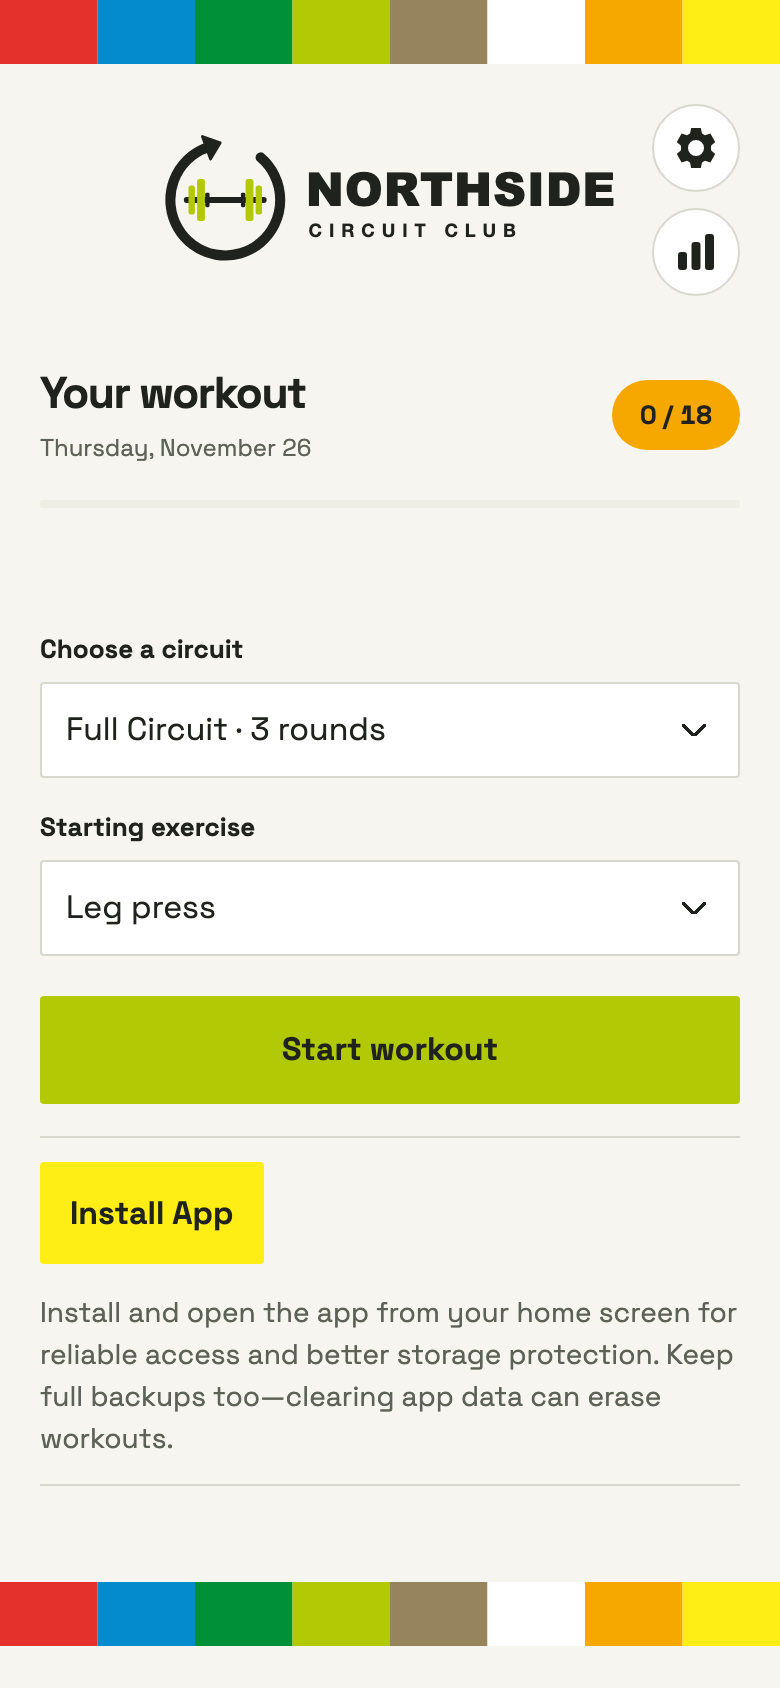 NORTHSIDE
CIRCUIT CLUB
Your workout
0 / 18
Thursday, November 26
Choose a circuit
Full Circuit · 3 rounds
Starting exercise
Leg press
Start workout
Install App
Install and open the app from your home screen for
reliable access and better storage protection. Keep
full backups too—clearing app data can erase
workouts.